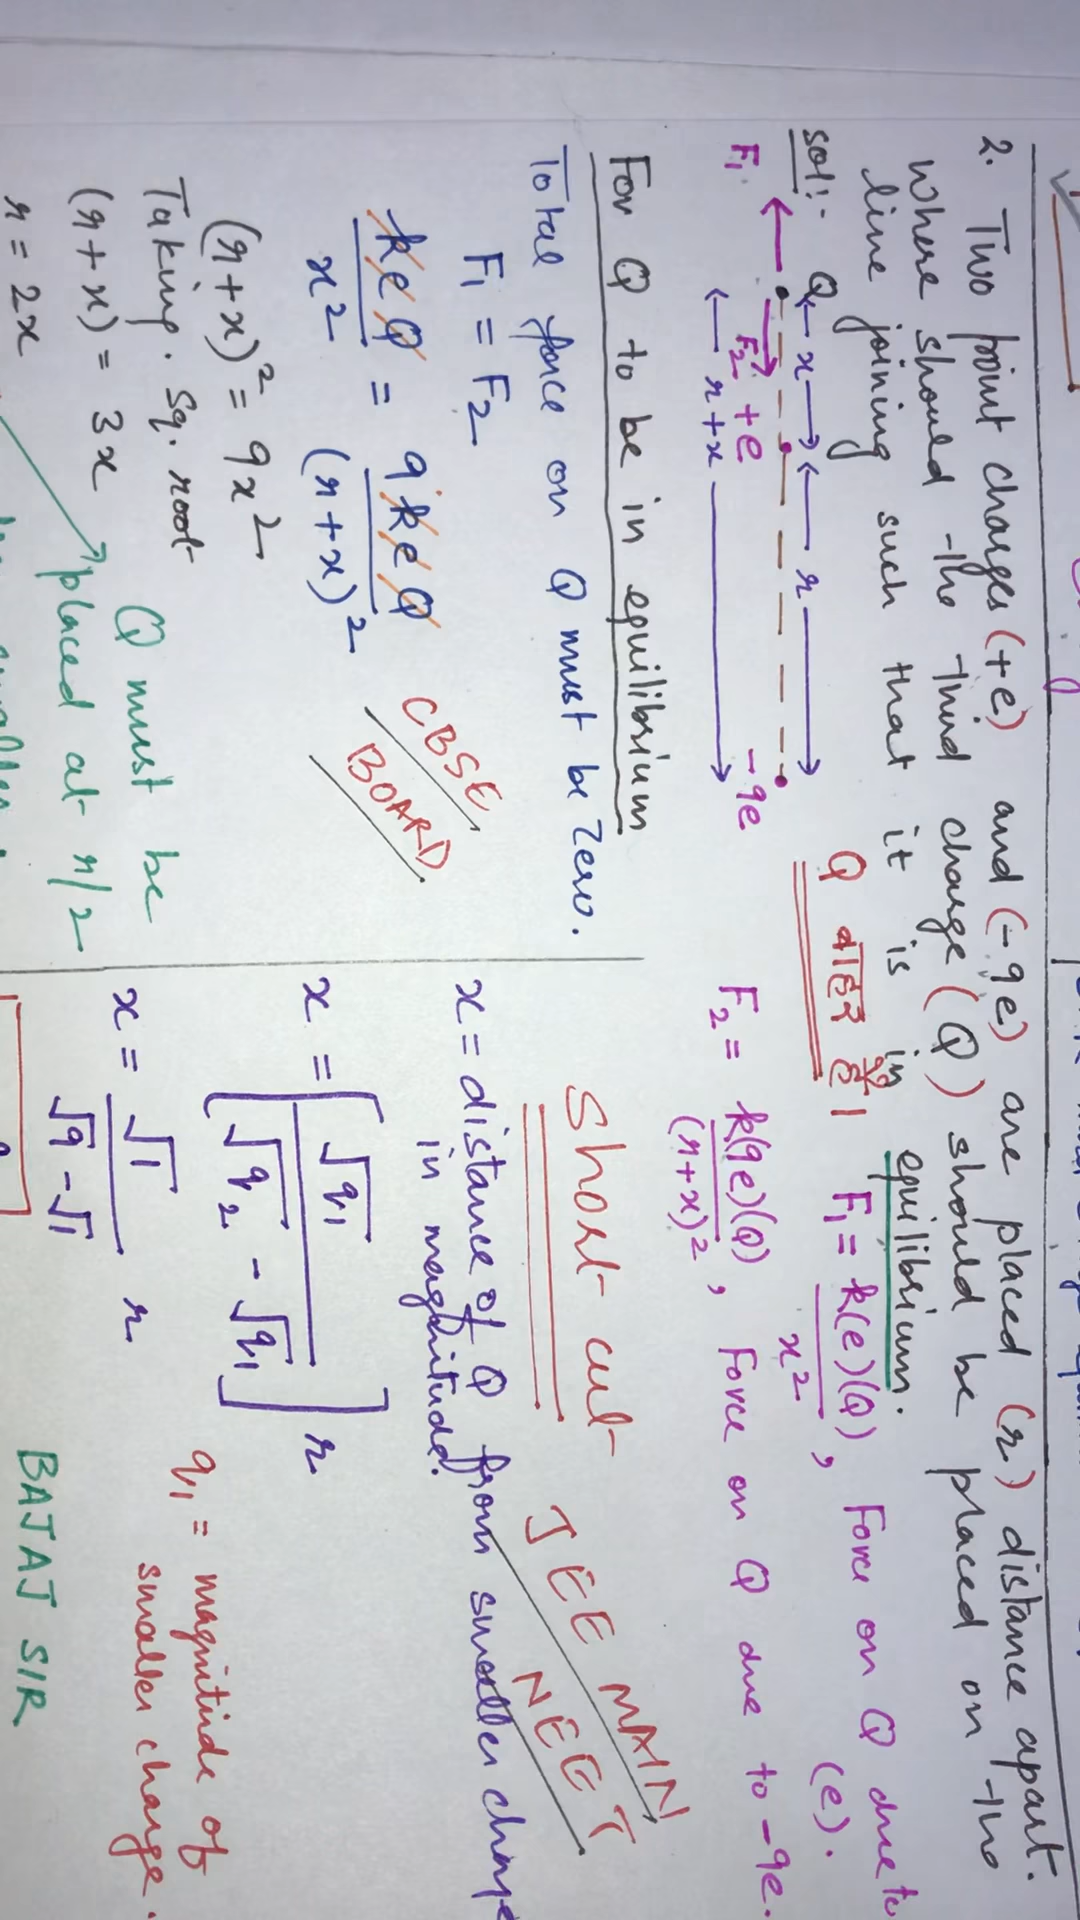 2. Two point charges (+e) and (-9e) are placed (r) distance apart.
Where should the third charge (Q) should be placed on the
line joining such that it is in equilibrium.
sol:- Q
x
r
Q बाहर है।
F₁
F₂
+e
-9e
r+x
F₁ = k(e)(Q)/x², Force on Q due to (e).
F₂ = k(9e)(Q)/(r+x)², Force on Q due to -9e.
For Q to be in equilibrium
Total force on Q must be zero.
F₁ = F₂
keQ/x² = 9keQ/(r+x)²
(r+x)² = 9x²
Taking. Sq. root
(r+x) = 3x
r = 2x
Q must be
placed at r/2
CBSE
BOARD
Short cut
JEE MAIN
NEET
x = distance of Q from smaller charge
in magnitude.
x = [√q₁/√q₂ - √q₁] r
q₁ = magnitude of
smaller charge.
x = √1/√9 - √1 r
BAJAJ SIR